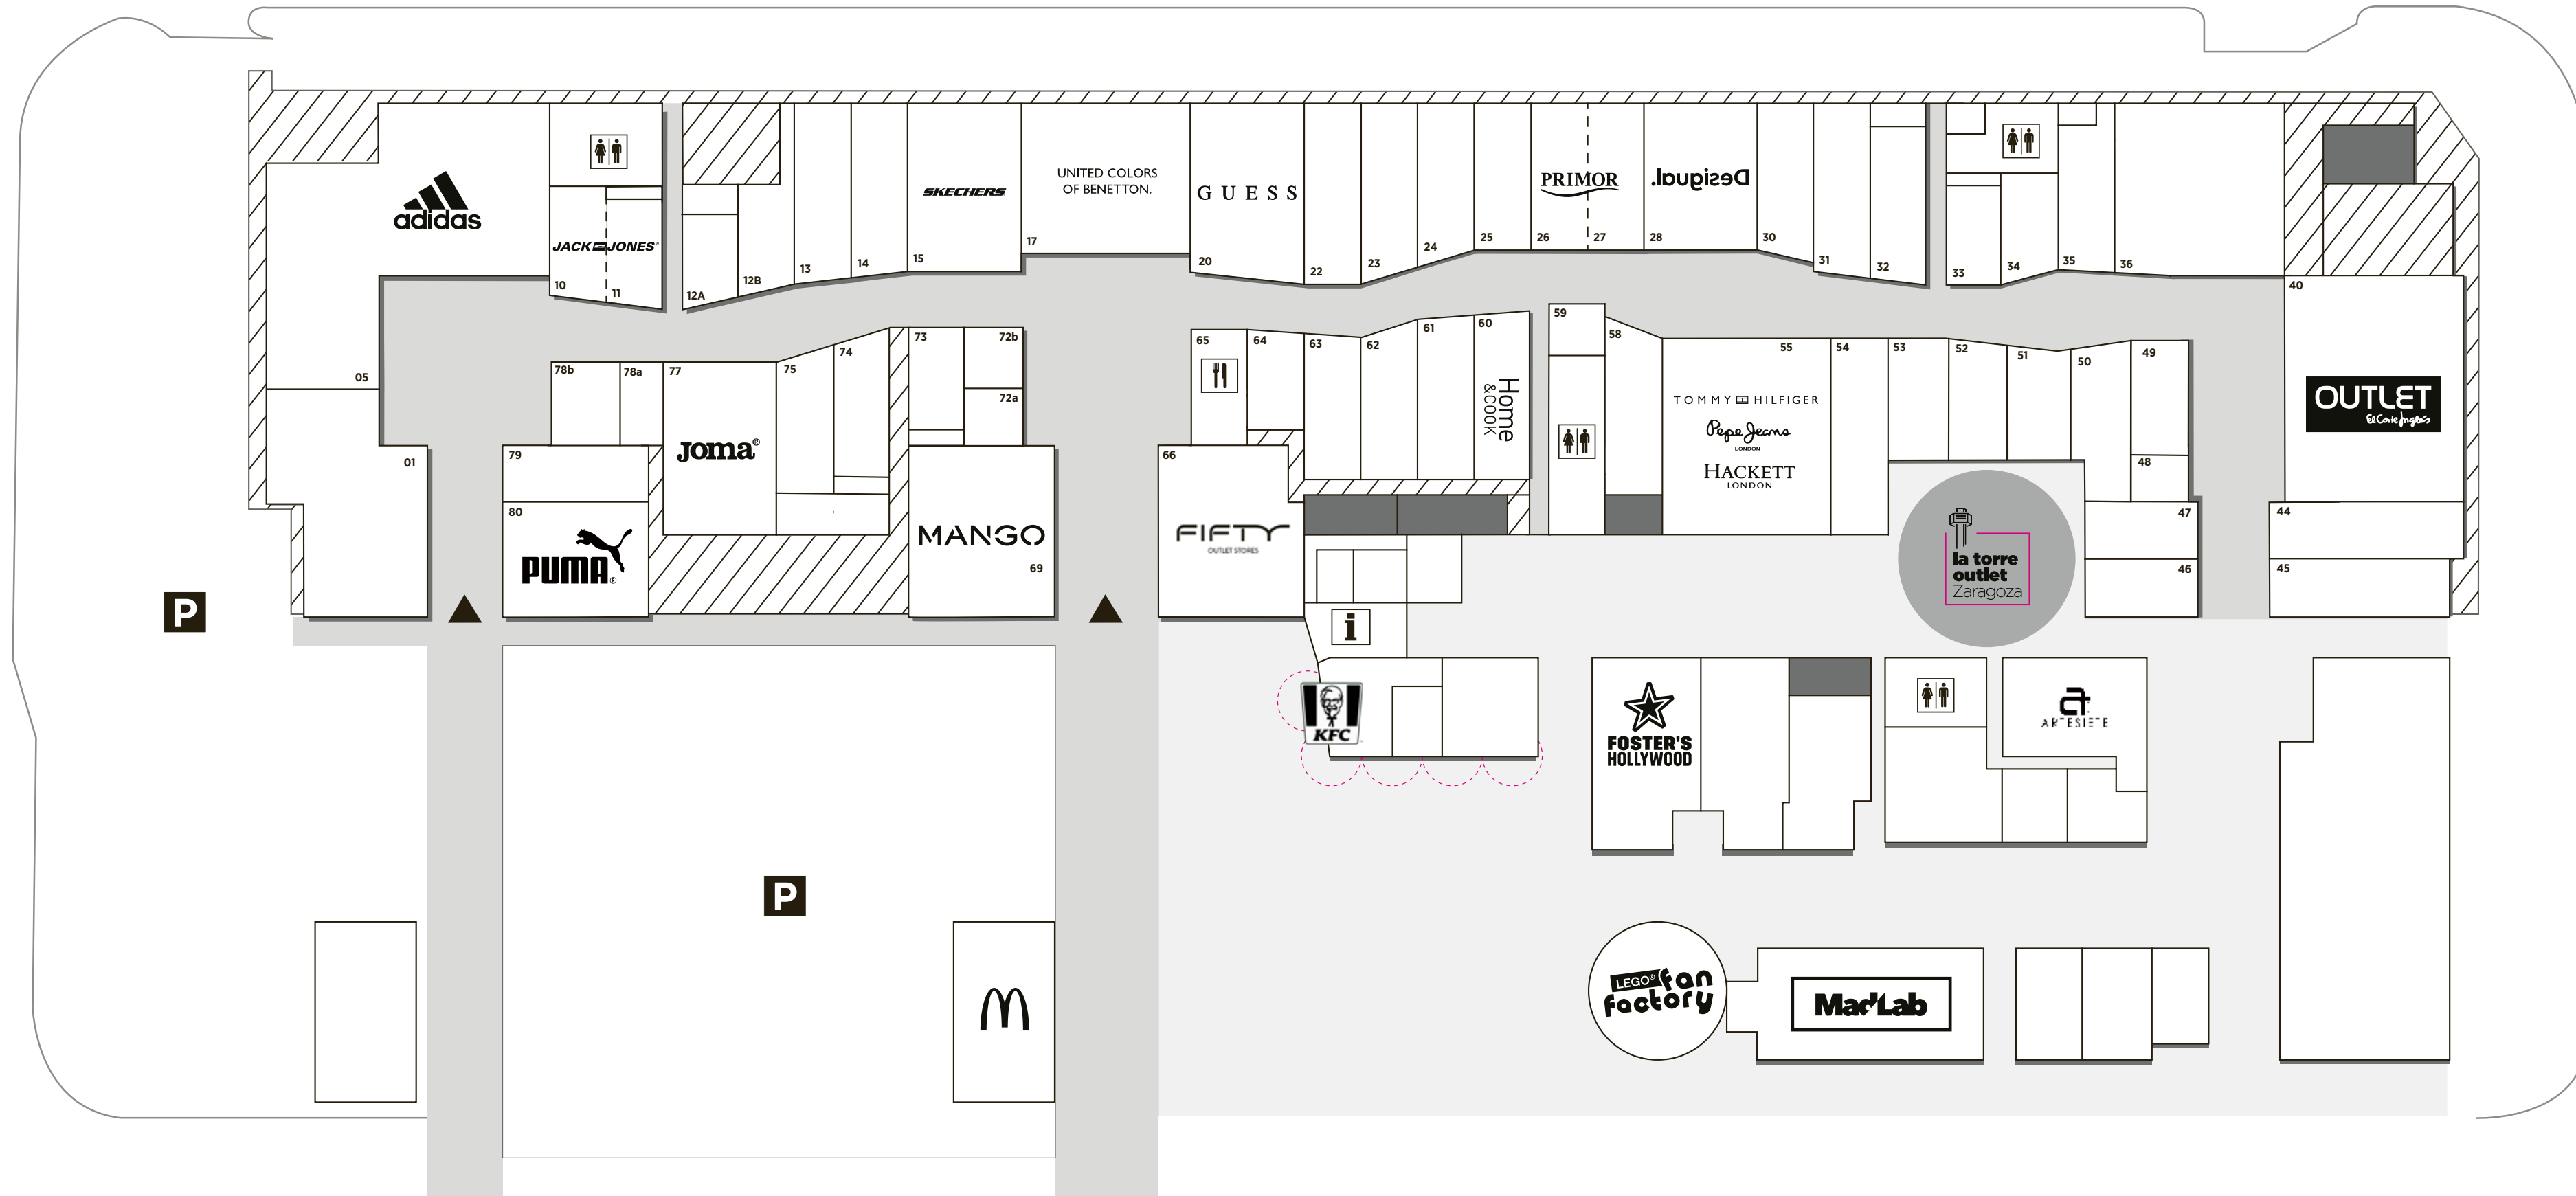 adidas
JACK JONES
10
11
12A
12B
13
14
SKECHERS
15
UNITED COLORS
OF BENETTON.
17
GUESS
20
22
23
24
25
PRIMOR
26
27
Desigual.
28
30
31
32
33
34
35
36
40
OUTLET
El Corte Inglés
05
01
78b
78a
77
Joma®
75
74
73
72b
72a
79
80
PUMA®
MANGO
69
65
64
63
62
61
60
Home
&COOK
59
58
55
TOMMY HILFIGER
Pepe Jeans
LONDON
HACKETT
LONDON
54
53
52
51
50
49
48
47
46
44
45
66
FIFTY
OUTLET STORES
la torre
outlet
Zaragoza
P
i
KFC
FOSTER'S
HOLLYWOOD
ARTESIETE
P
M
LEGO® fan
factory
MadLab